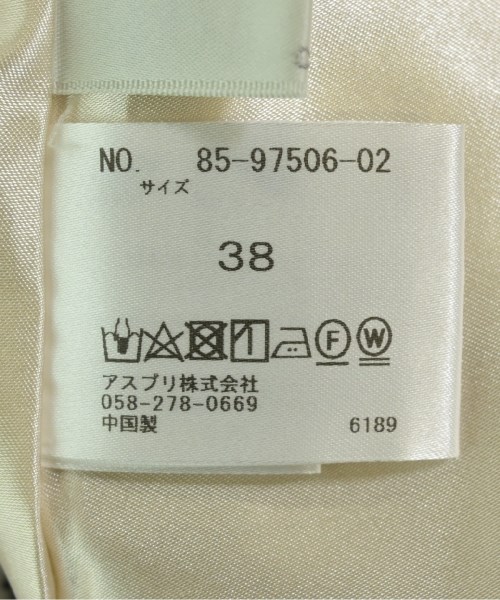 NO. 85-97506-02
サイズ
38
F W
アスプリ株式会社
058-278-0669
中国製 6189